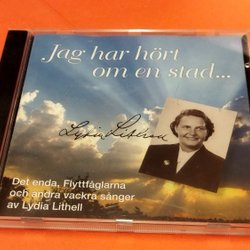 Jag har hört
om en stad...
Lydia Lithell
Det enda, Flyttfåglarna
och andra vackra sånger
av Lydia Lithell